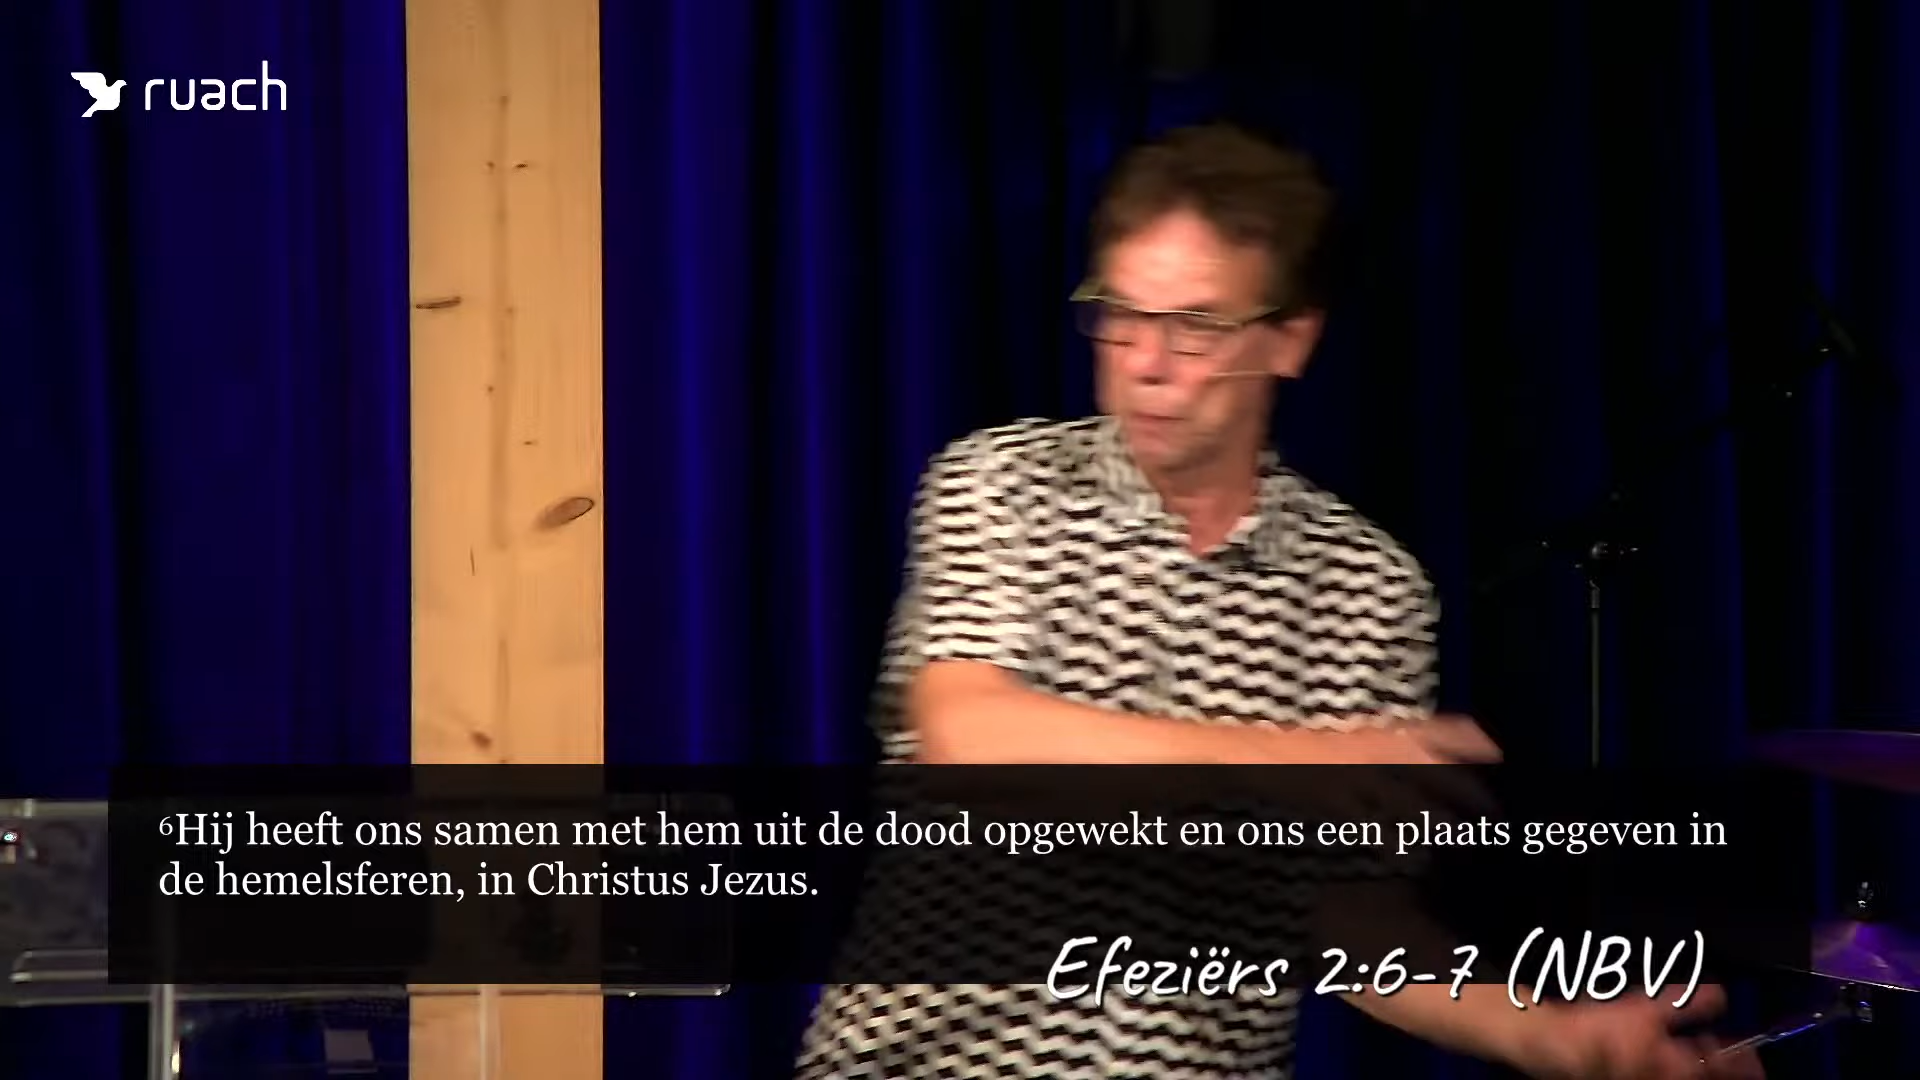 ruach
⁶Hij heeft ons samen met hem uit de dood opgewekt en ons een plaats gegeven in
de hemelsferen, in Christus Jezus.
Efeziërs 2:6-7 (NBV)